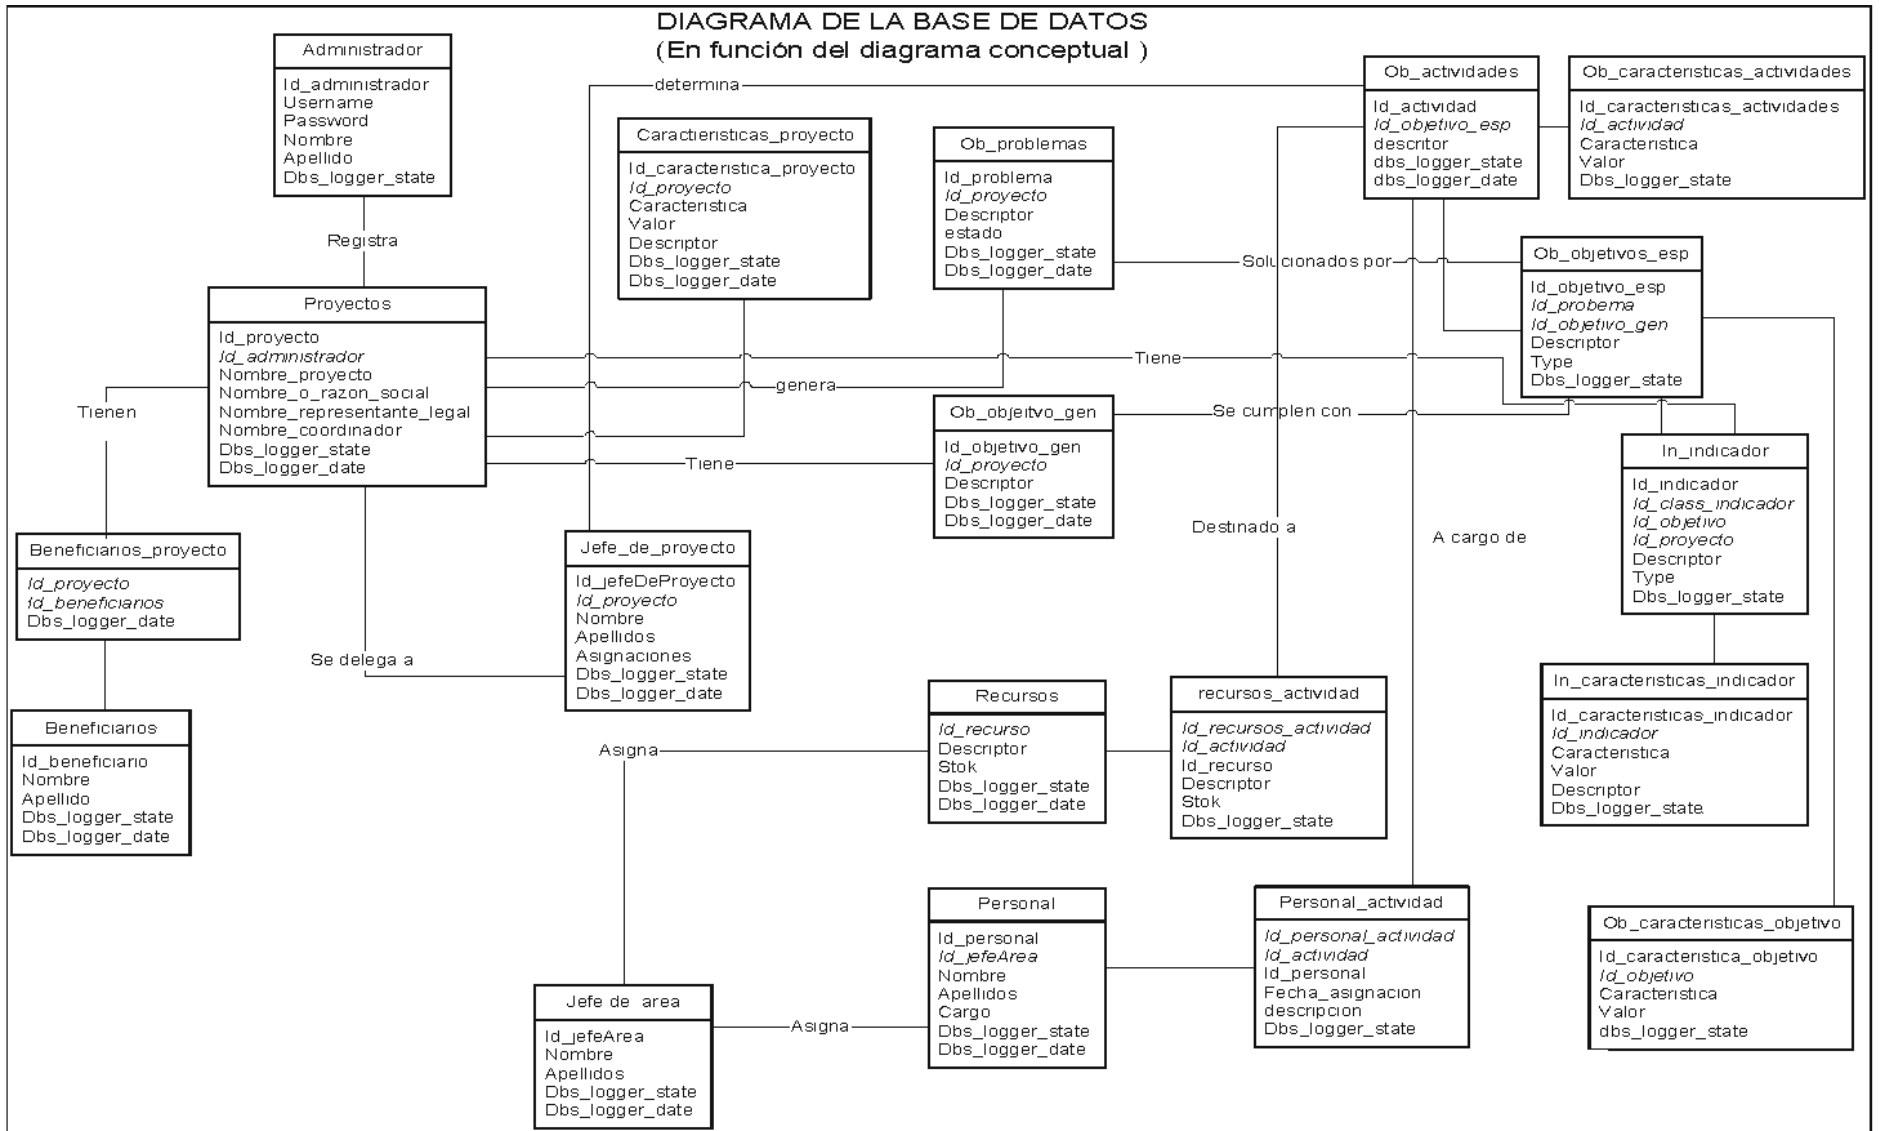 DIAGRAMA DE LA BASE DE DATOS
(En función del diagrama conceptual )
Administrador
Id_administrador
Username
Password
Nombre
Apellido
Dbs_logger_state
Registra
determina
Caractieristicas_proyecto
Id_caracteristica_proyecto
Id_proyecto
Caracteristica
Valor
Descriptor
Dbs_logger_state
Dbs_logger_date
Ob_problemas
Id_problema
Id_proyecto
Descriptor
estado
Dbs_logger_state
Dbs_logger_date
Ob_actividades
Id_actividad
Id_objetivo_esp
descritor
dbs_logger_state
dbs_logger_date
Ob_caracteristicas_actividades
Id_caracteristicas_actividades
Id_actividad
Caracteristica
Valor
Dbs_logger_state
Solucionados por
Ob_objetivos_esp
Id_objetivo_esp
Id_probema
Id_objetivo_gen
Descriptor
Type
Dbs_logger_state
Proyectos
Id_proyecto
Id_administrador
Nombre_proyecto
Nombre_o_razon_social
Nombre_representante_legal
Nombre_coordinador
Dbs_logger_state
Dbs_logger_date
Tiene
genera
Tiene
Tienen
Se delega a
Ob_objeitvo_gen
Id_objetivo_gen
Id_proyecto
Descriptor
Dbs_logger_state
Dbs_logger_date
Se cumplen con
In_indicador
Id_indicador
Id_class_indicador
Id_objetivo
Id_proyecto
Descriptor
Type
Dbs_logger_state
Beneficiarios_proyecto
Id_proyecto
Id_beneficiarios
Dbs_logger_date
Jefe_de_proyecto
Id_jefeDeProyecto
Id_proyecto
Nombre
Apellidos
Asignaciones
Dbs_logger_state
Dbs_logger_date
Destinado a
A cargo de
Beneficiarios
Id_beneficiario
Nombre
Apellido
Dbs_logger_state
Dbs_logger_date
Asigna
Recursos
Id_recurso
Descriptor
Stok
Dbs_logger_state
Dbs_logger_date
recursos_actividad
Id_recursos_actividad
Id_actividad
Id_recurso
Descriptor
Stok
Dbs_logger_state
In_caracteristicas_indicador
Id_caracteristicas_indicador
Id_indicador
Caracteristica
Valor
Descriptor
Dbs_logger_state
Jefe de area
Id_jefeArea
Nombre
Apellidos
Dbs_logger_state
Dbs_logger_date
Asigna
Personal
Id_personal
Id_jefeArea
Nombre
Apellidos
Cargo
Dbs_logger_state
Dbs_logger_date
Personal_actividad
Id_personal_actividad
Id_actividad
Id_personal
Fecha_asignacion
descripcion
Dbs_logger_state
Ob_caracteristicas_objetivo
Id_caracteristica_objetivo
Id_objetivo
Caracteristica
Valor
dbs_logger_state